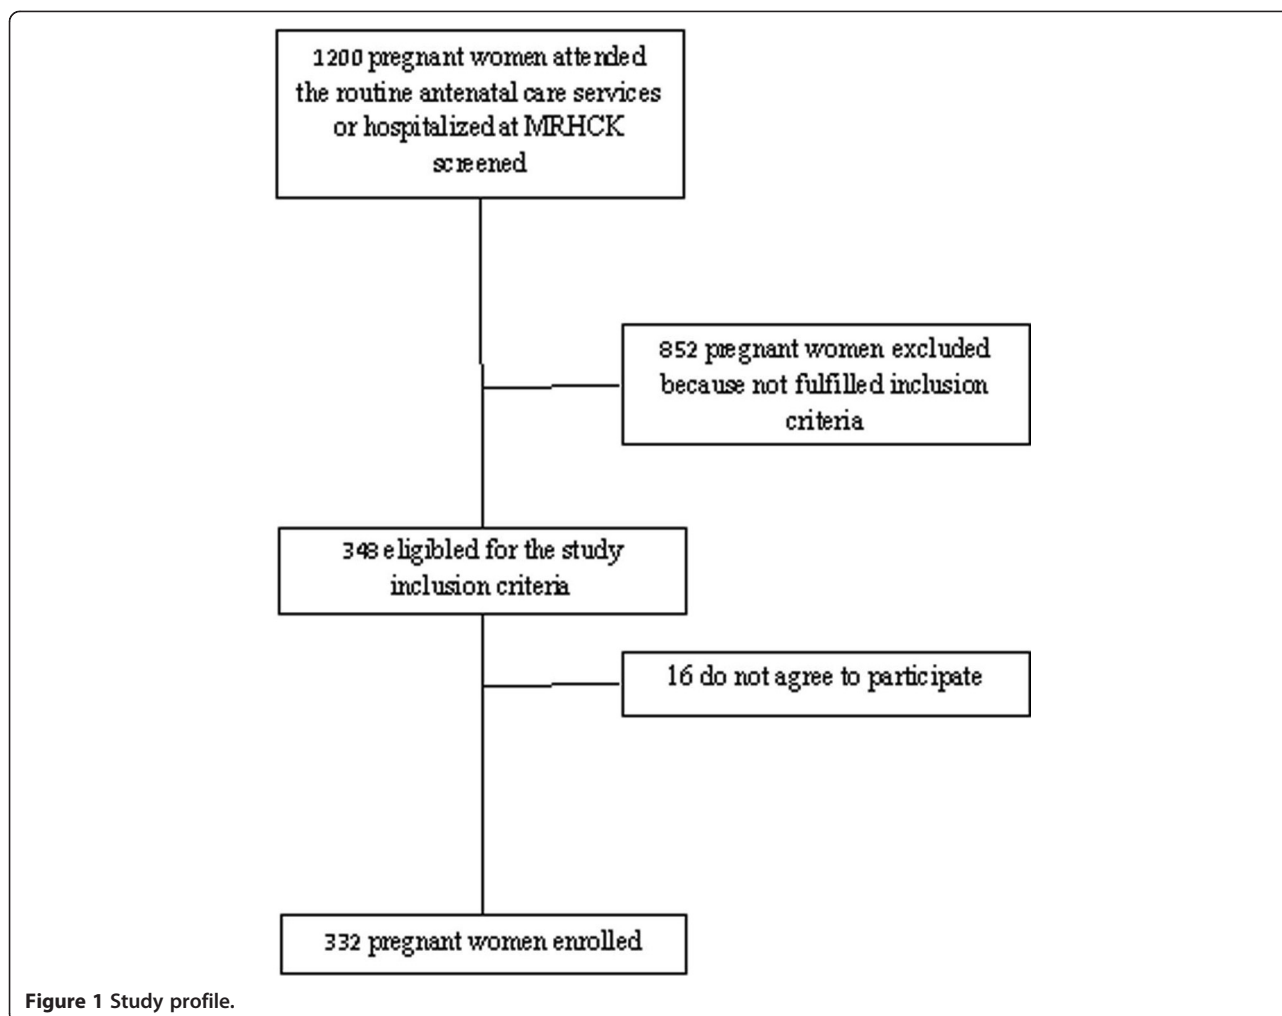 1200 pregnant women attended
the routine antenatal care services
or hospitalized at MRHCK
screened
852 pregnant women excluded
because not fulfilled inclusion
criteria
348 eligibled for the study
inclusion criteria
16 do not agree to participate
332 pregnant women enrolled
Figure 1 Study profile.